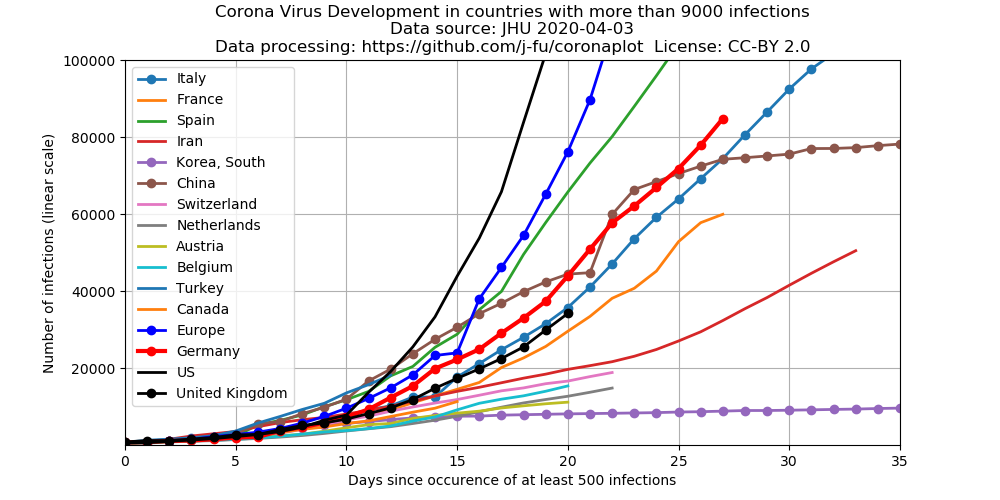 Corona Virus Development in countries with more than 9000 infections
Data source: JHU 2020-04-03
Data processing: https://github.com/j-fu/coronaplot  License: CC-BY 2.0
100000
80000
60000
40000
20000
Number of infections (linear scale)
Italy
France
Spain
Iran
Korea, South
China
Switzerland
Netherlands
Austria
Belgium
Turkey
Canada
Europe
Germany
US
United Kingdom
0 5 10 15 20 25 30 35
Days since occurence of at least 500 infections